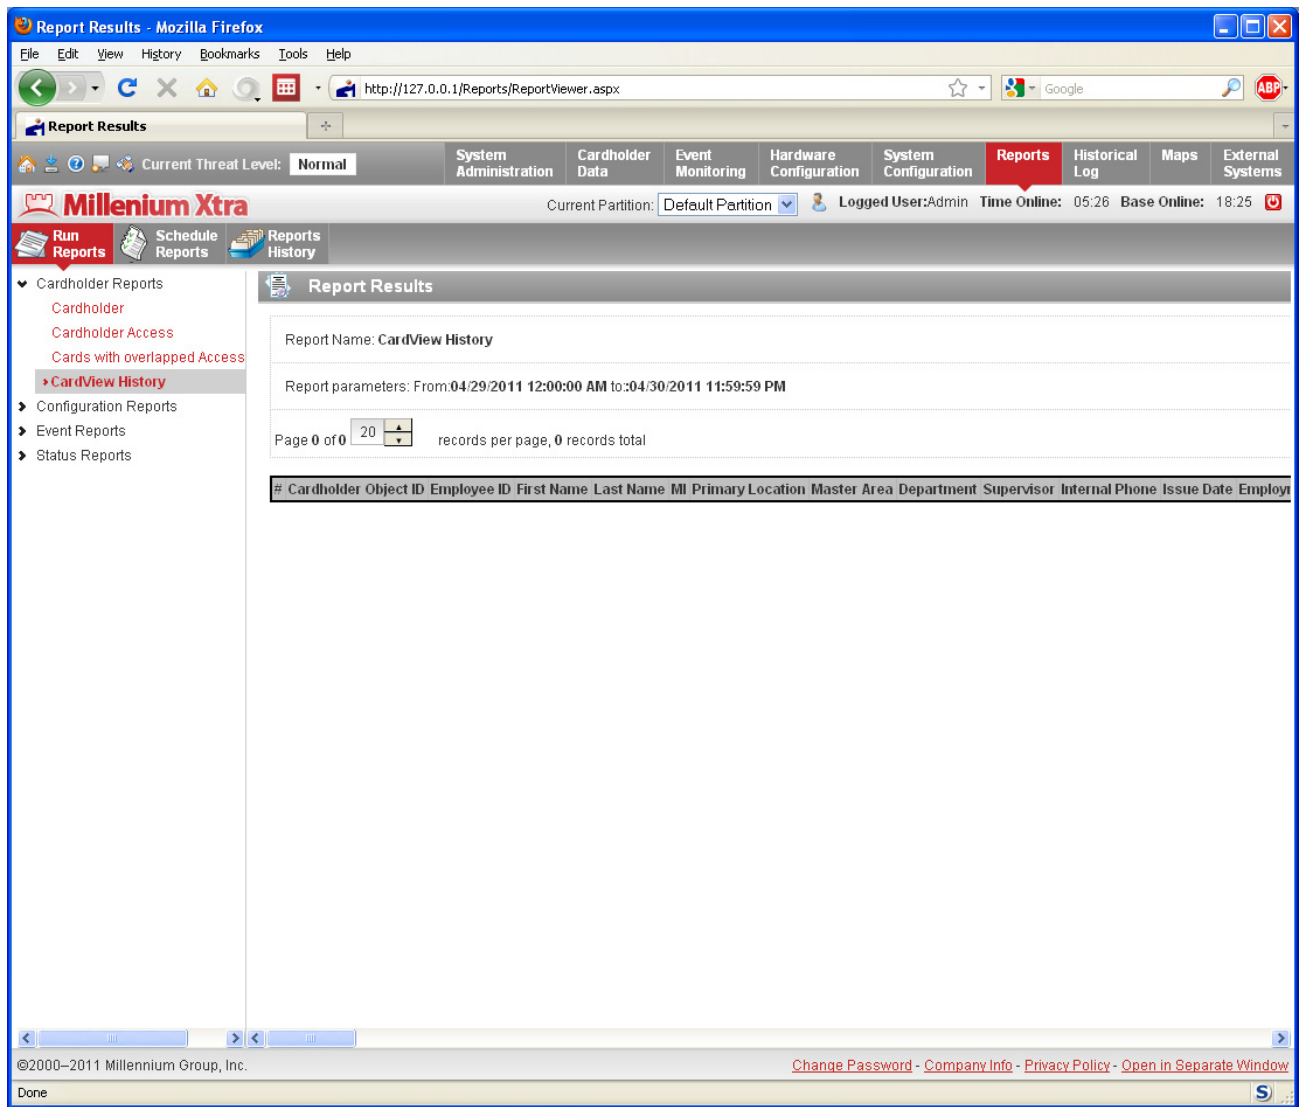 Report Results - Mozilla Firefox
File Edit View History Bookmarks Tools Help
http://127.0.0.1/Reports/ReportViewer.aspx
Google
ABP
Report Results
Current Threat Level: Normal
System Administration
Cardholder Data
Event Monitoring
Hardware Configuration
System Configuration
Reports
Historical Log
Maps
External Systems
Millenium Xtra
Current Partition: Default Partition Logged User:Admin Time Online: 05:26 Base Online: 18:25
Run Reports
Schedule Reports
Reports History
Cardholder Reports
Cardholder
Cardholder Access
Cards with overlapped Access
CardView History
Configuration Reports
Event Reports
Status Reports
Report Results
Report Name: CardView History
Report parameters: From:04/29/2011 12:00:00 AM to:04/30/2011 11:59:59 PM
Page 0 of 0 20 records per page, 0 records total
# Cardholder Object ID Employee ID First Name Last Name MI Primary Location Master Area Department Supervisor Internal Phone Issue Date Employ
©2000–2011 Millennium Group, Inc.
Change Password - Company Info - Privacy Policy - Open in Separate Window
Done
S